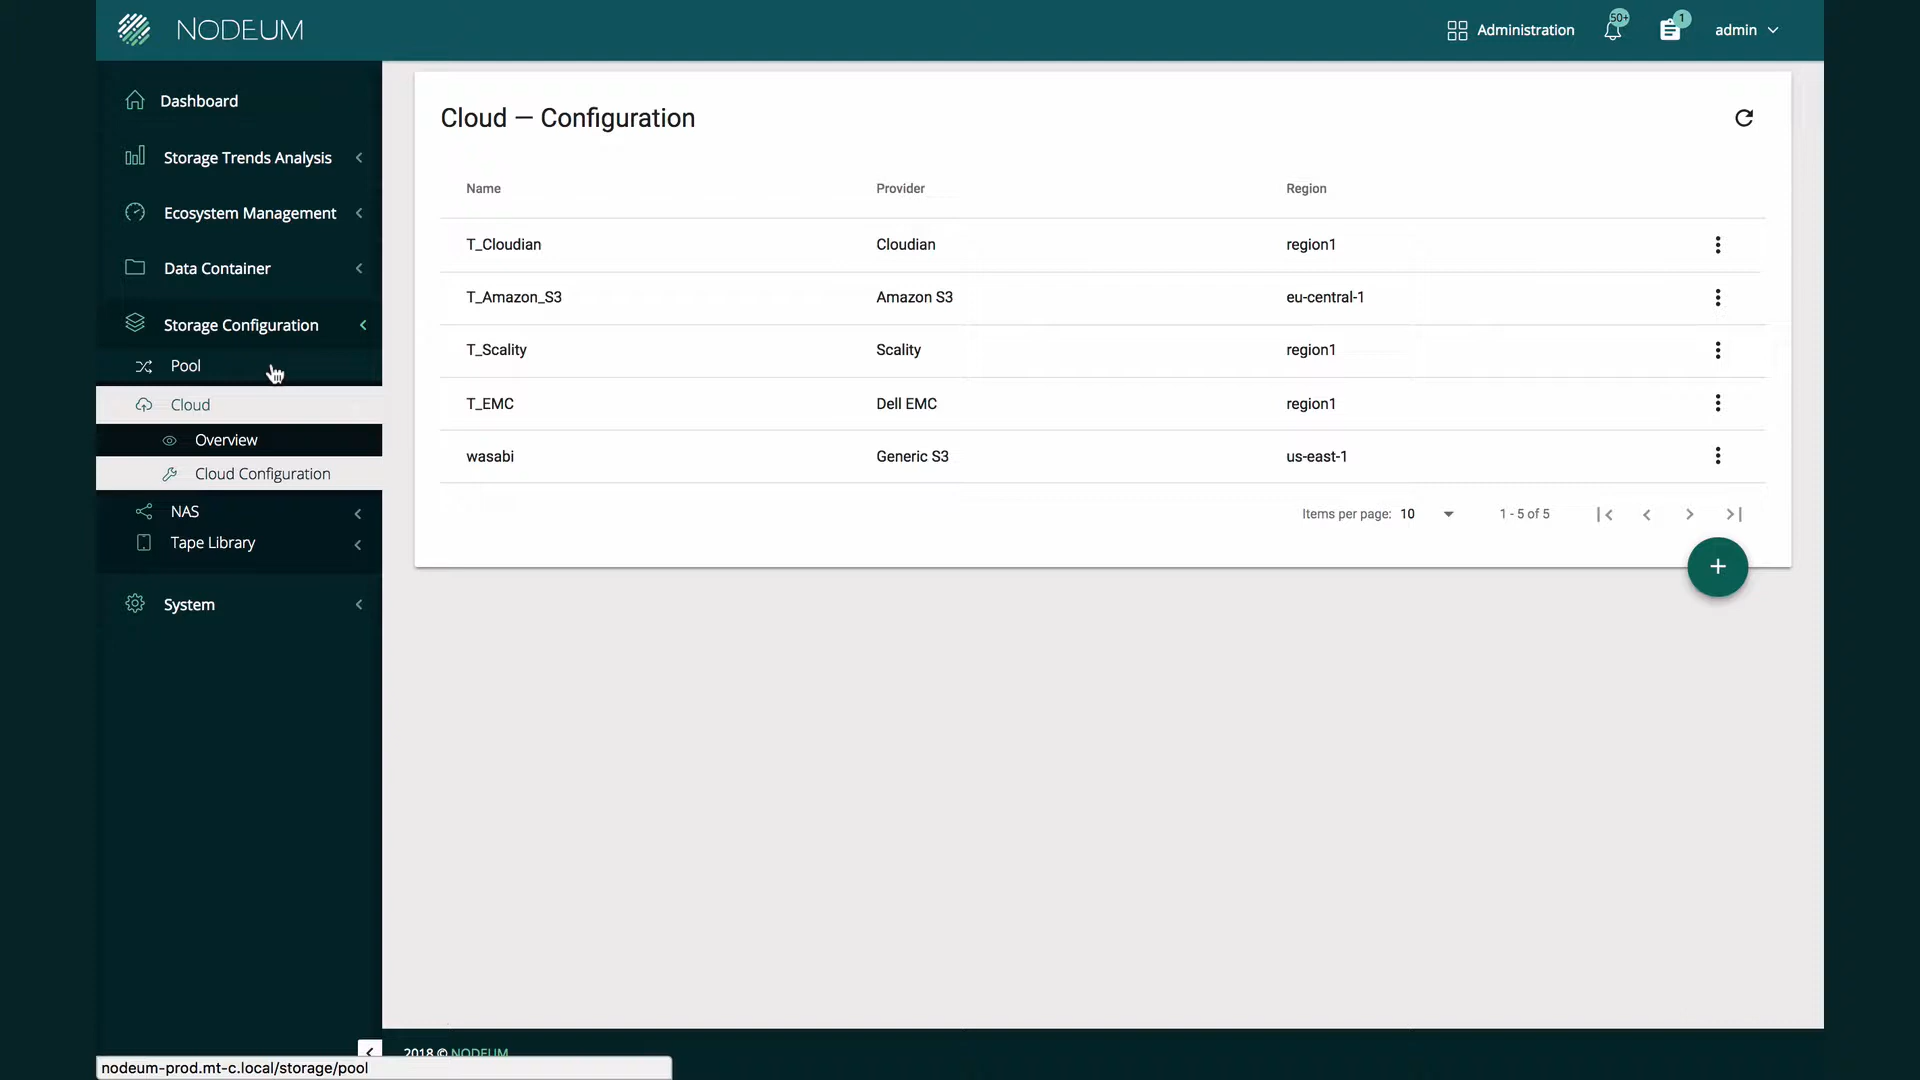 NODEUM
Administration
50+
1
admin
Dashboard
Storage Trends Analysis
Ecosystem Management
Data Container
Storage Configuration
Pool
Cloud
Overview
Cloud Configuration
NAS
Tape Library
System
Cloud — Configuration
Name Provider Region
T_Cloudian Cloudian region1
T_Amazon_S3 Amazon S3 eu-central-1
T_Scality Scality region1
T_EMC Dell EMC region1
wasabi Generic S3 us-east-1
Items per page: 10 1 - 5 of 5
2018 © NODEUM
nodeum-prod.mt-c.local/storage/pool